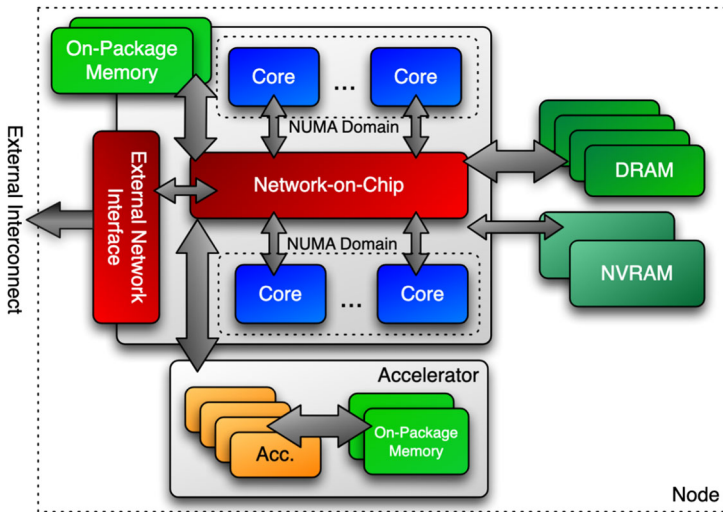 On-Package
Memory
Core
...
Core
NUMA Domain
External Interconnect
External Network
Interface
Network-on-Chip
DRAM
NUMA Domain
NVRAM
Core
...
Core
Accelerator
Acc.
On-Package
Memory
Node